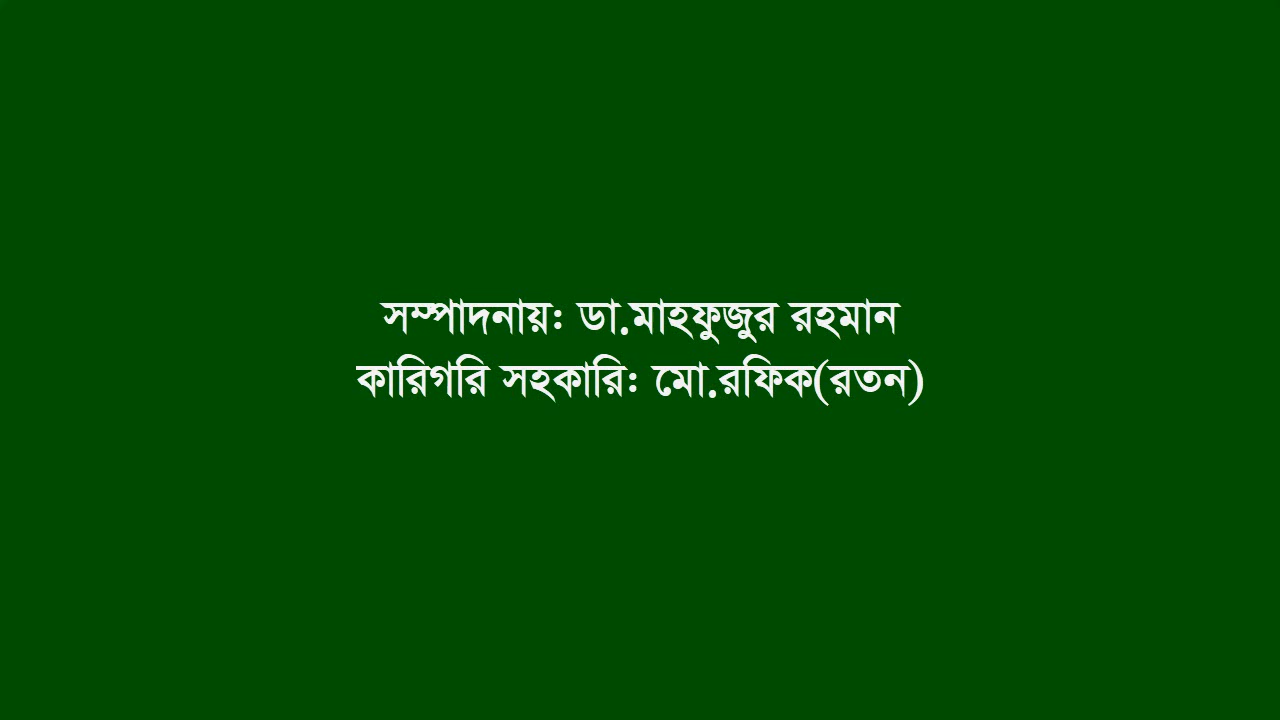 সম্পাদনায়ঃ ডা.মাহফুজুর রহমান
কারিগরি সহকারিঃ মো.রফিক(রতন)